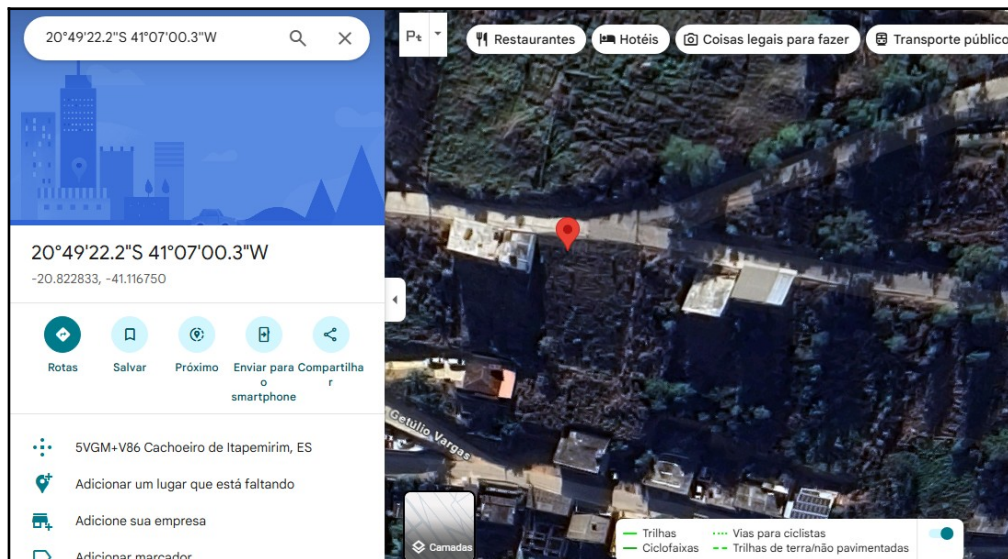 20°49'22.2"S 41°07'00.3"W
20°49'22.2"S 41°07'00.3"W
-20.822833, -41.116750
Rotas
Salvar
Próximo
Enviar para
o
smartphone
Compartilha
r
5VGM+V86 Cachoeiro de Itapemirim, ES
Adicionar um lugar que está faltando
Adicione sua empresa
Adicionar marcador
Pt
Restaurantes
Hotéis
Coisas legais para fazer
Transporte público
Getúlio Vargas
Camadas
Trilhas
Ciclofaixas
Vias para ciclistas
Trilhas de terra/não pavimentadas